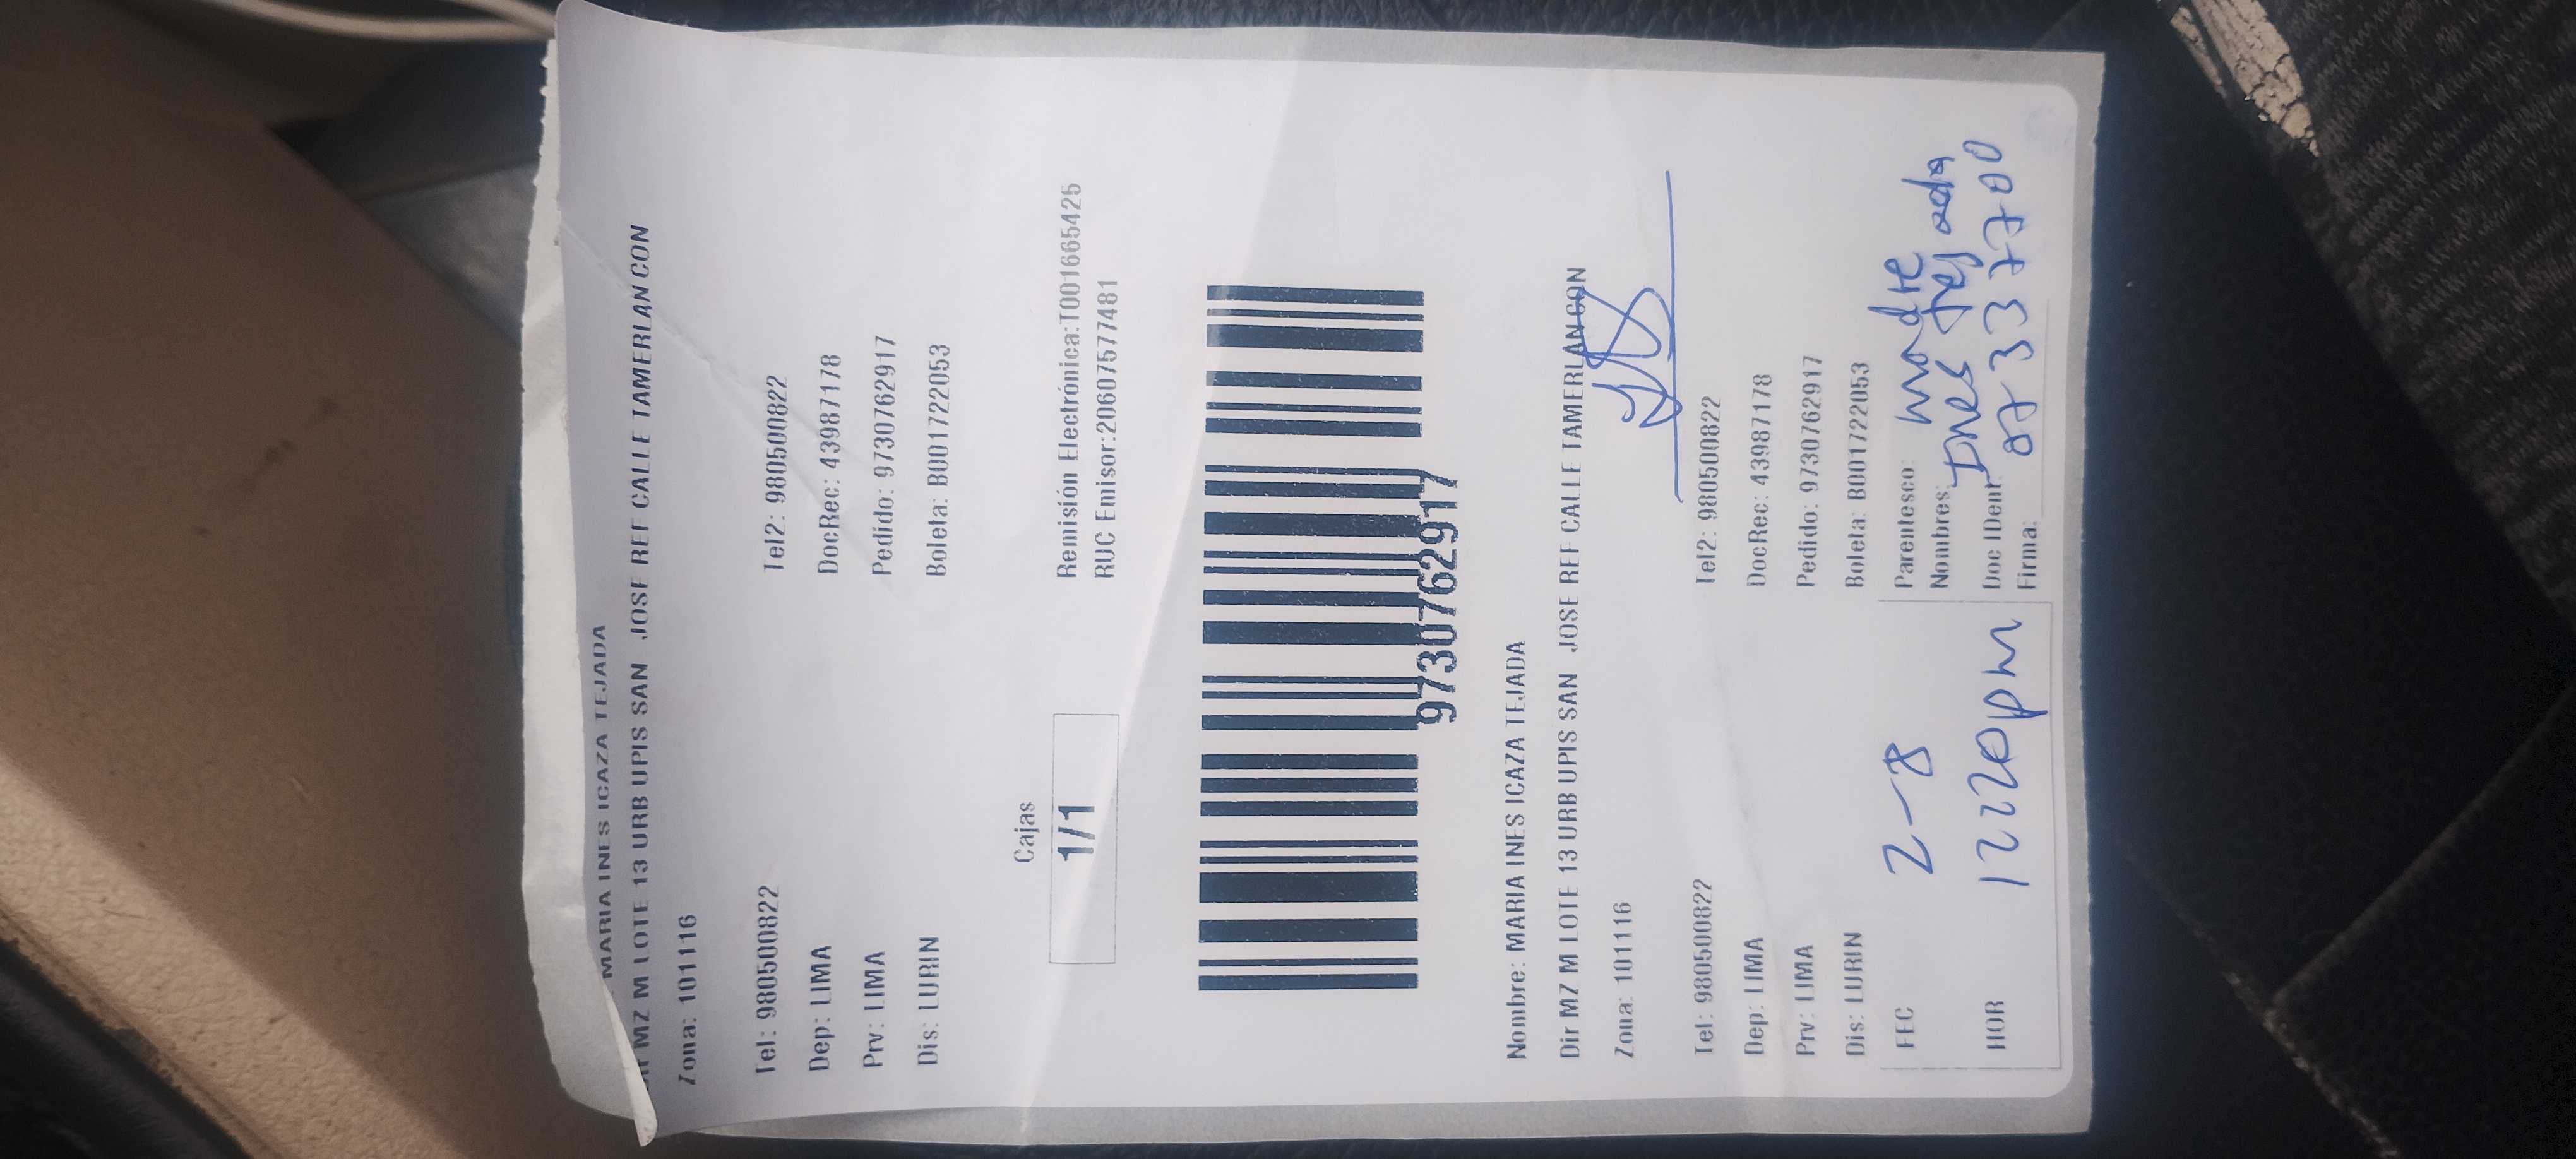 MARIA INES ICAZA TEJADA
MZ M LOTE 13 URB UPIS SAN JOSE REF CALLE TAMERLAN CON
Zona: 101116
Tel: 980500822 Tel2: 980500822
Dep: LIMA DocRec: 43987178
Prv: LIMA Pedido: 9730762917
Dis: LURIN Boleta: B001722053
Cajas
1/1
Remisión Electrónica:T001665425
RUC Emisor:20607577481
9730762917
Nombre: MARIA INES ICAZA TEJADA
Dir MZ M LOTE 13 URB UPIS SAN JOSE REF CALLE TAMERLAN CON
Zona: 101116
Tel: 980500822 Tel2: 980500822
Dep: LIMA DocRec: 43987178
Prv: LIMA Pedido: 9730762917
Dis: LURIN Boleta: B001722053
FEC 2-8 Parentesco: madre
Nombres: Ines Tejada
HOR 1220pm Doc IDent: 07337700
Firma: